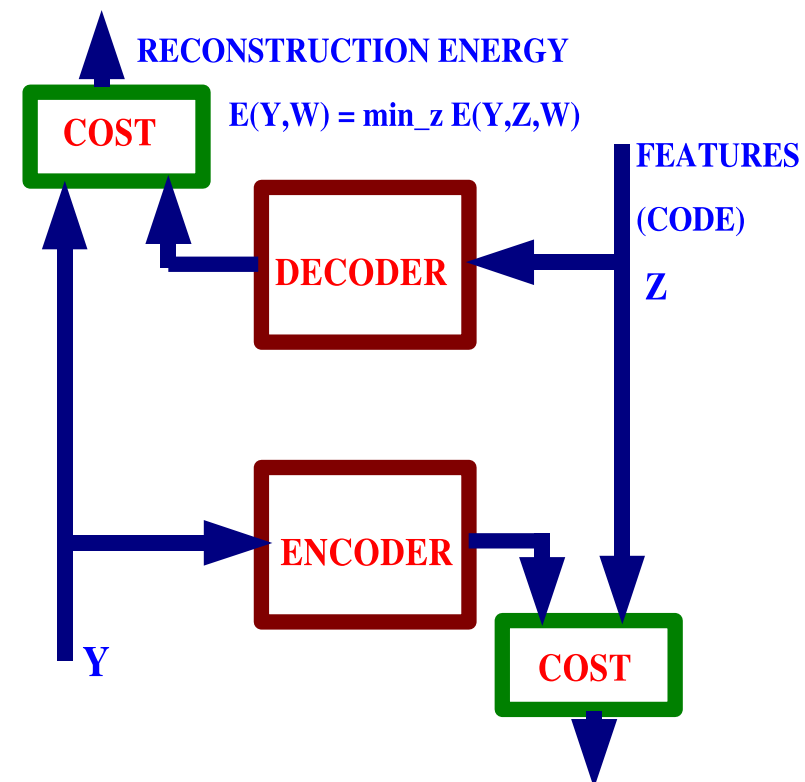 RECONSTRUCTION ENERGY
COST
E(Y,W) = min_z E(Y,Z,W)
FEATURES
(CODE)
DECODER
Z
ENCODER
Y
COST